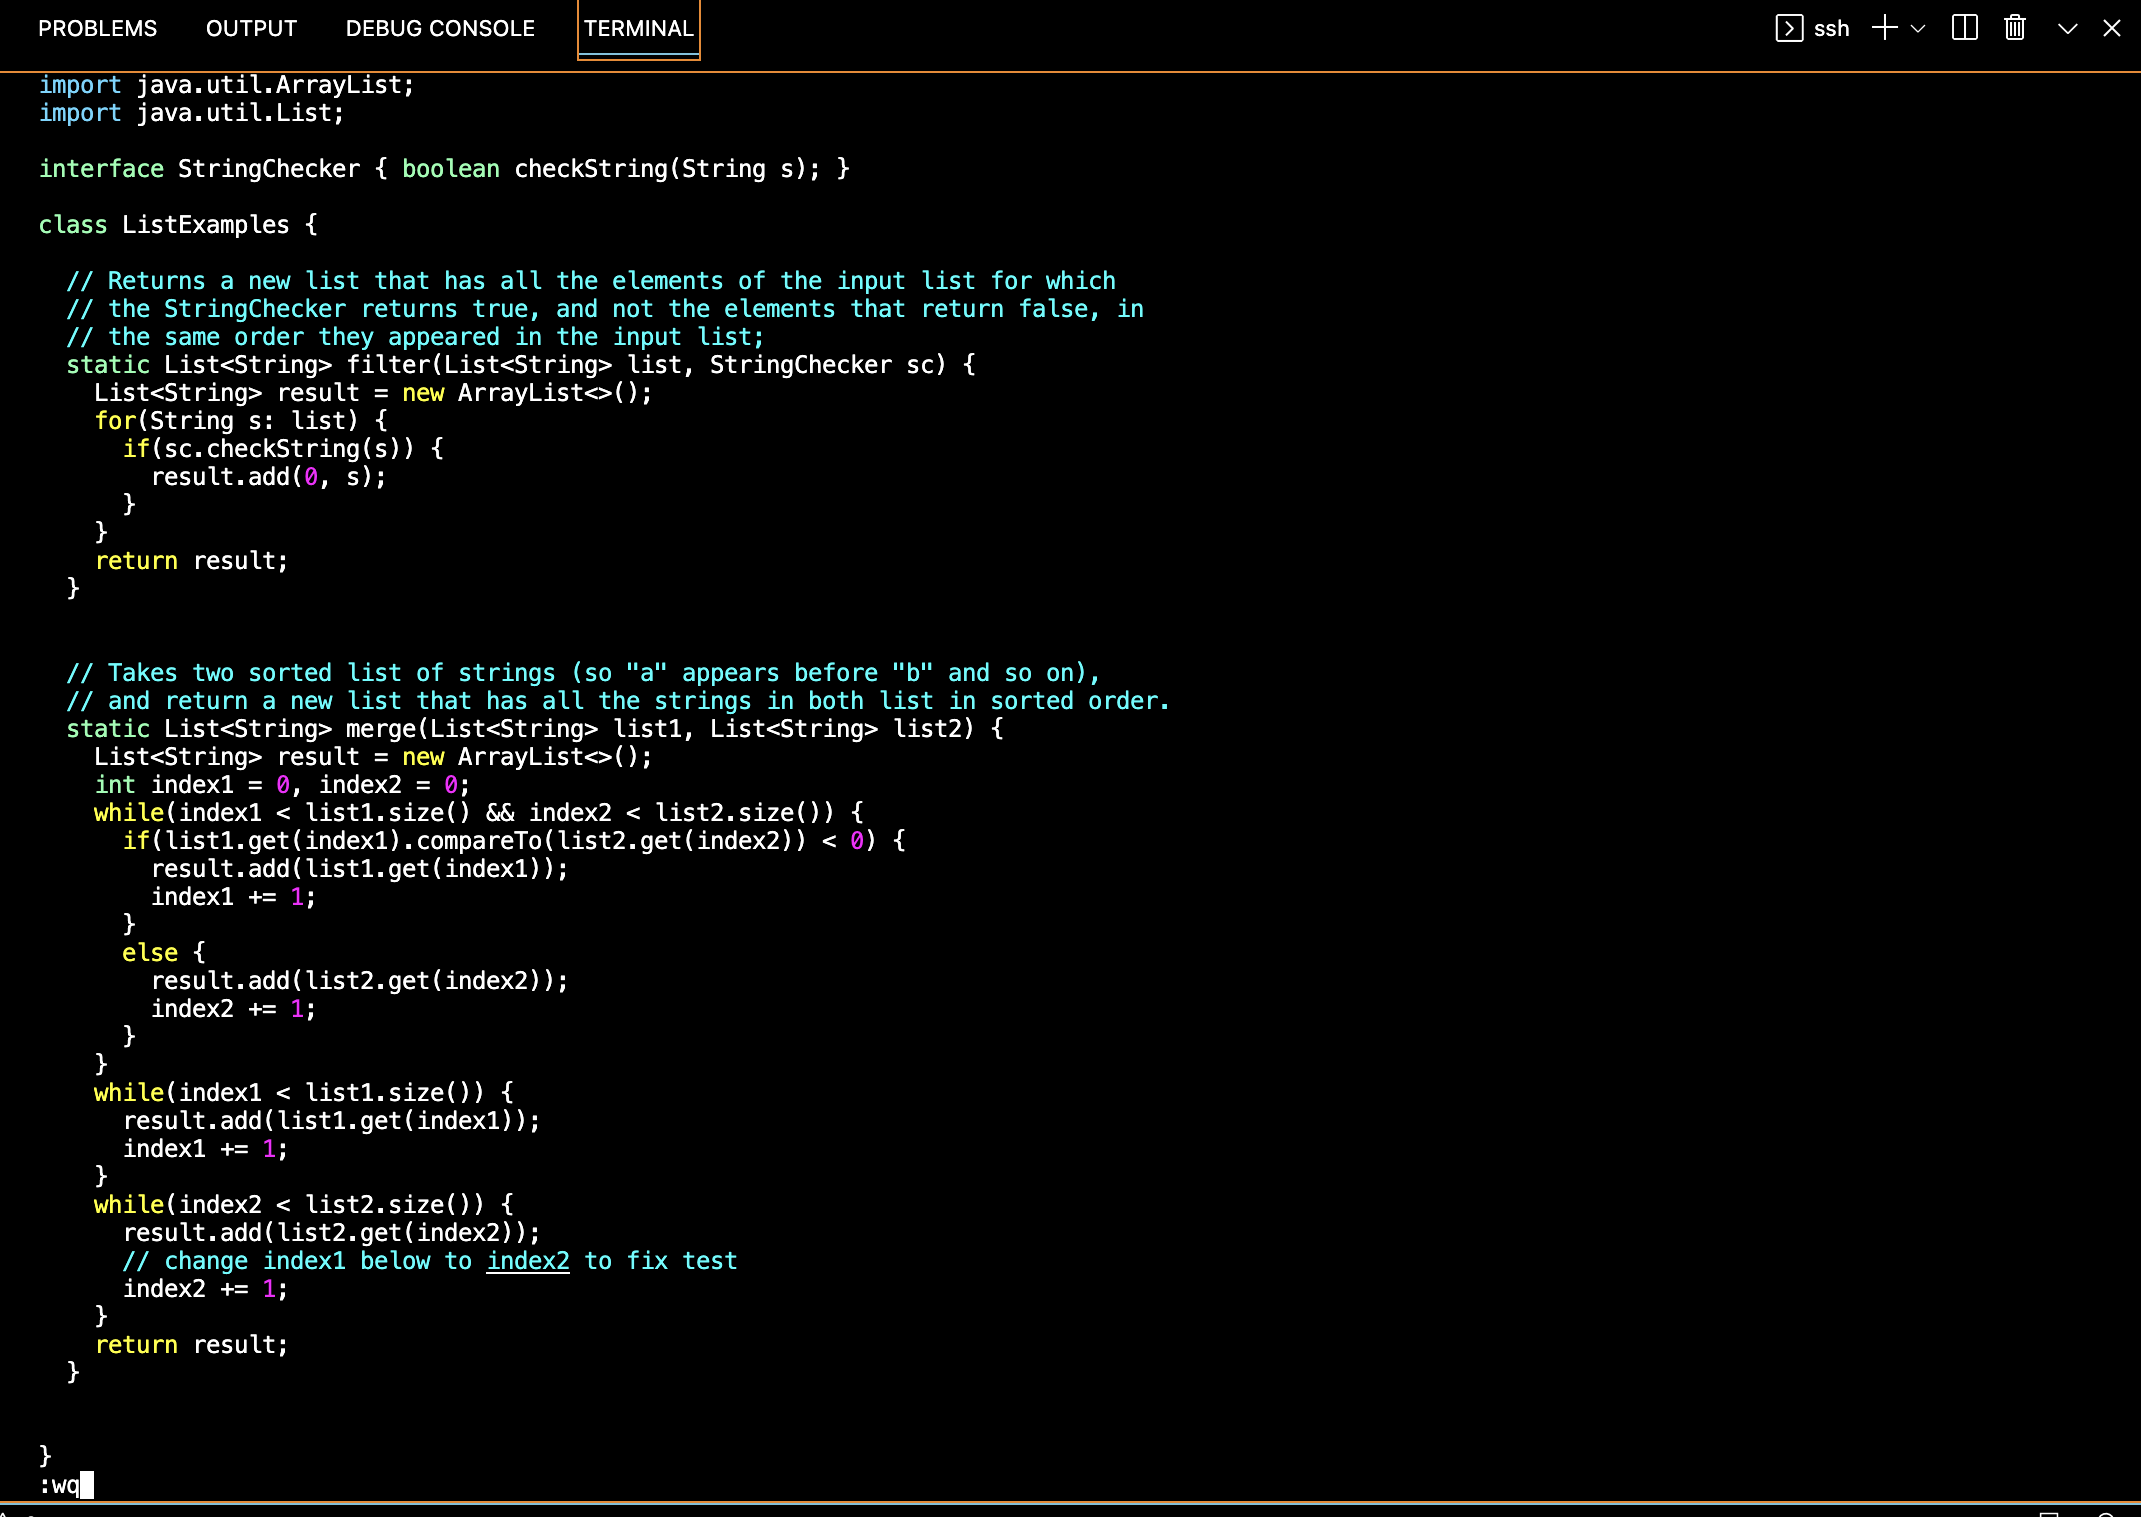 PROBLEMS OUTPUT DEBUG CONSOLE TERMINAL ssh
import java.util.ArrayList;
import java.util.List;

interface StringChecker { boolean checkString(String s); }

class ListExamples {

  // Returns a new list that has all the elements of the input list for which
  // the StringChecker returns true, and not the elements that return false, in
  // the same order they appeared in the input list;
  static List<String> filter(List<String> list, StringChecker sc) {
    List<String> result = new ArrayList<>();
    for(String s: list) {
      if(sc.checkString(s)) {
        result.add(0, s);
      }
    }
    return result;
  }


  // Takes two sorted list of strings (so "a" appears before "b" and so on),
  // and return a new list that has all the strings in both list in sorted order.
  static List<String> merge(List<String> list1, List<String> list2) {
    List<String> result = new ArrayList<>();
    int index1 = 0, index2 = 0;
    while(index1 < list1.size() && index2 < list2.size()) {
      if(list1.get(index1).compareTo(list2.get(index2)) < 0) {
        result.add(list1.get(index1));
        index1 += 1;
      }
      else {
        result.add(list2.get(index2));
        index2 += 1;
      }
    }
    while(index1 < list1.size()) {
      result.add(list1.get(index1));
      index1 += 1;
    }
    while(index2 < list2.size()) {
      result.add(list2.get(index2));
      // change index1 below to index2 to fix test
      index2 += 1;
    }
    return result;
  }


}
:wq